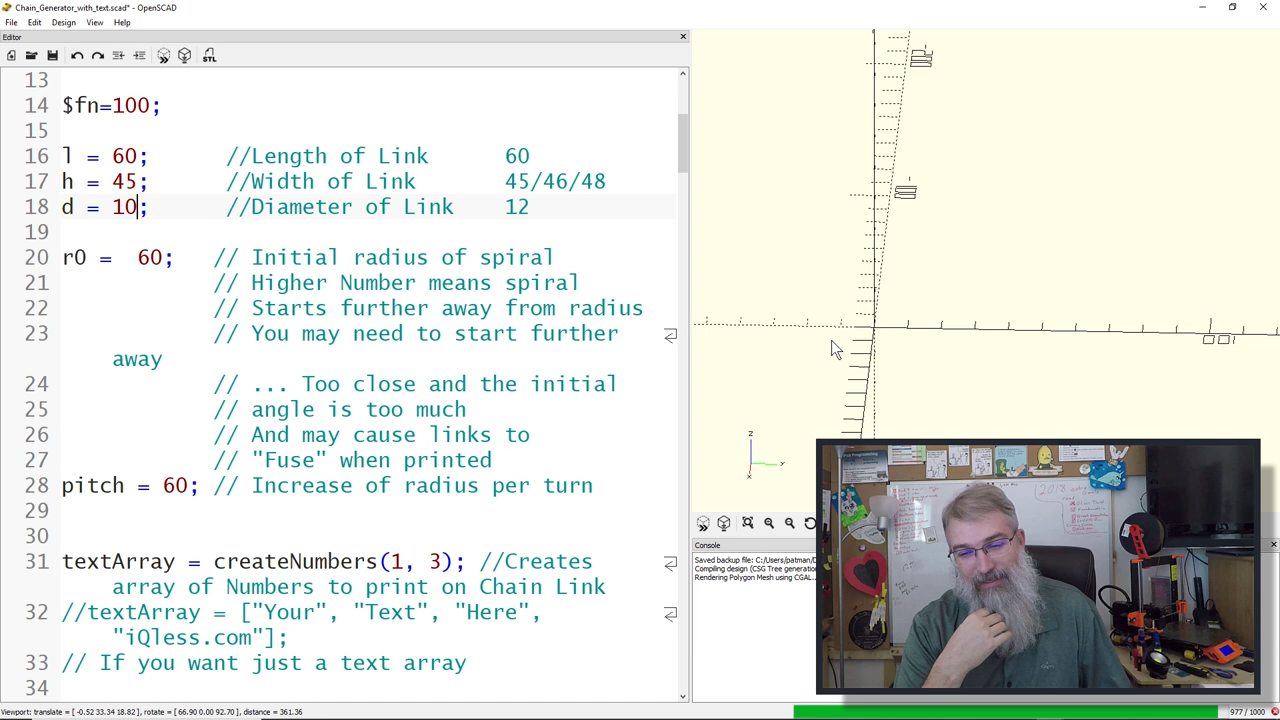 Chain_Generator_with_text.scad* - OpenSCAD
File Edit Design View Help
Editor
STL
13
14 $fn=100;
15
16 l = 60; //Length of Link 60
17 h = 45; //Width of Link 45/46/48
18 d = 10; //Diameter of Link 12
19
20 r0 = 60; // Initial radius of spiral
21 // Higher Number means spiral
22 // Starts further away from radius
23 // You may need to start further
away
24 // ... Too close and the initial
25 // angle is too much
26 // And may cause links to
27 // "Fuse" when printed
28 pitch = 60; // Increase of radius per turn
29
30
31 textArray = createNumbers(1, 3); //Creates
array of Numbers to print on Chain Link
32 //textArray = ["Your", "Text", "Here",
"iQless.com"];
33 // If you want just a text array
34
100
z
y
x
Console
Saved backup file: C:/Users/patman/
Compiling design (CSG Tree generation
Rendering Polygon Mesh using CGAL...
2018
Viewport: translate = [ -0.52 33.34 18.82 ], rotate = [ 66.90 0.00 92.70 ], distance = 361.36
977 / 1000